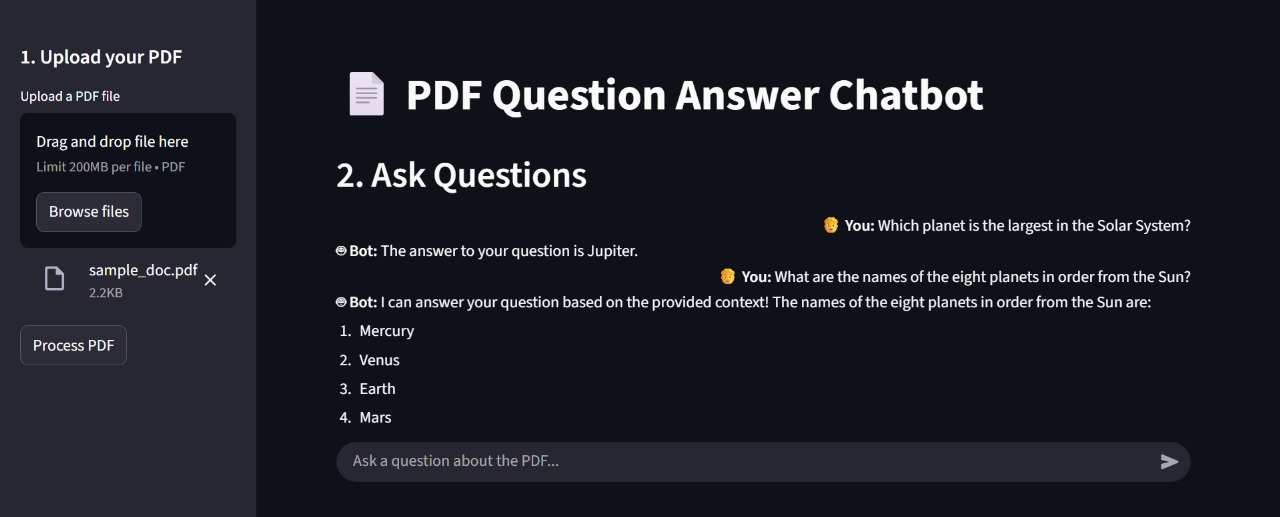 1. Upload your PDF
Upload a PDF file
Drag and drop file here
Limit 200MB per file • PDF
Browse files
sample_doc.pdf
2.2KB
Process PDF
PDF Question Answer Chatbot
2. Ask Questions
You: Which planet is the largest in the Solar System?
Bot: The answer to your question is Jupiter.
You: What are the names of the eight planets in order from the Sun?
Bot: I can answer your question based on the provided context! The names of the eight planets in order from the Sun are:
1. Mercury
2. Venus
3. Earth
4. Mars
Ask a question about the PDF...